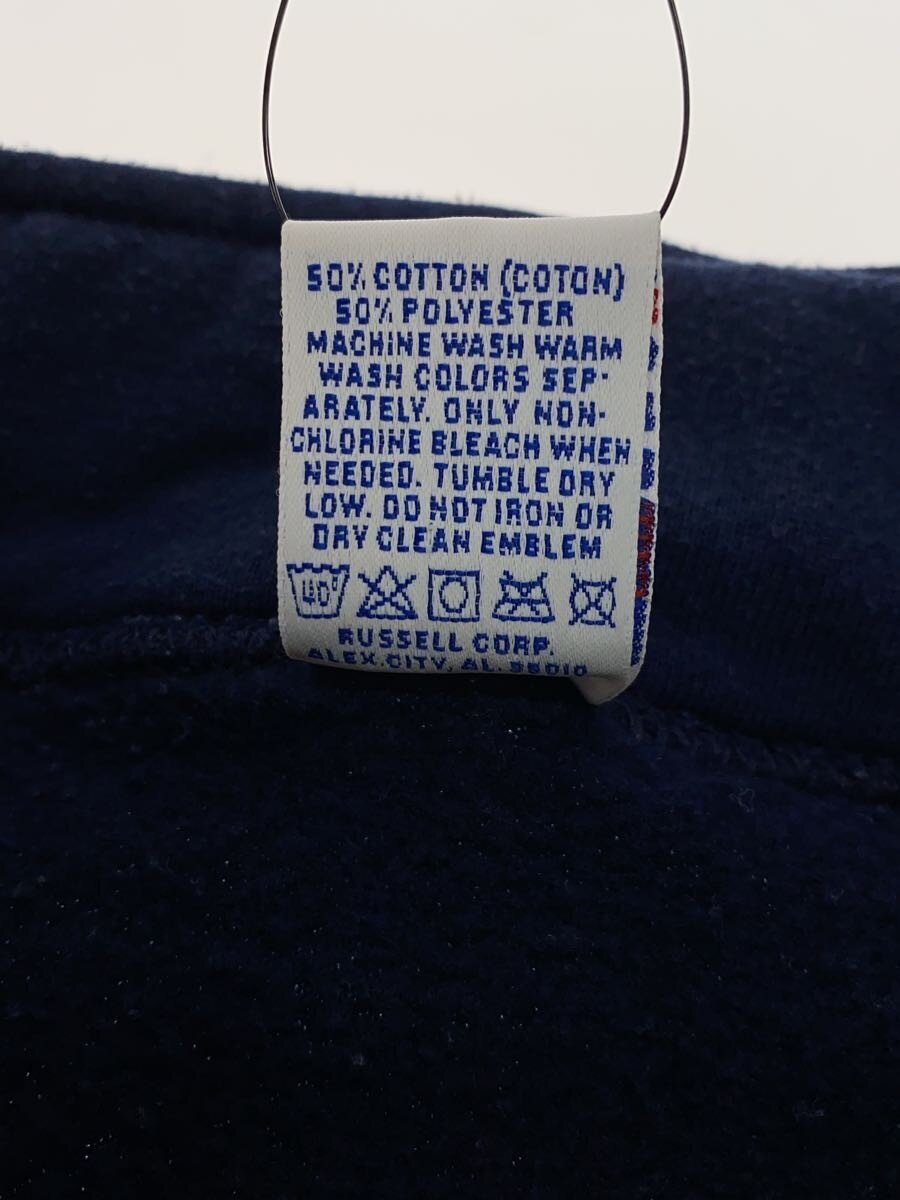 50% COTTON (COTON)
50% POLYESTER
MACHINE WASH WARM
WASH COLORS SEP-
ARATELY. ONLY NON-
CHLORINE BLEACH WHEN
NEEDED. TUMBLE DRY
LOW. DO NOT IRON OR
DRY CLEAN EMBLEM
40°
RUSSELL CORP.
ALEX.CITY, AL. 35010